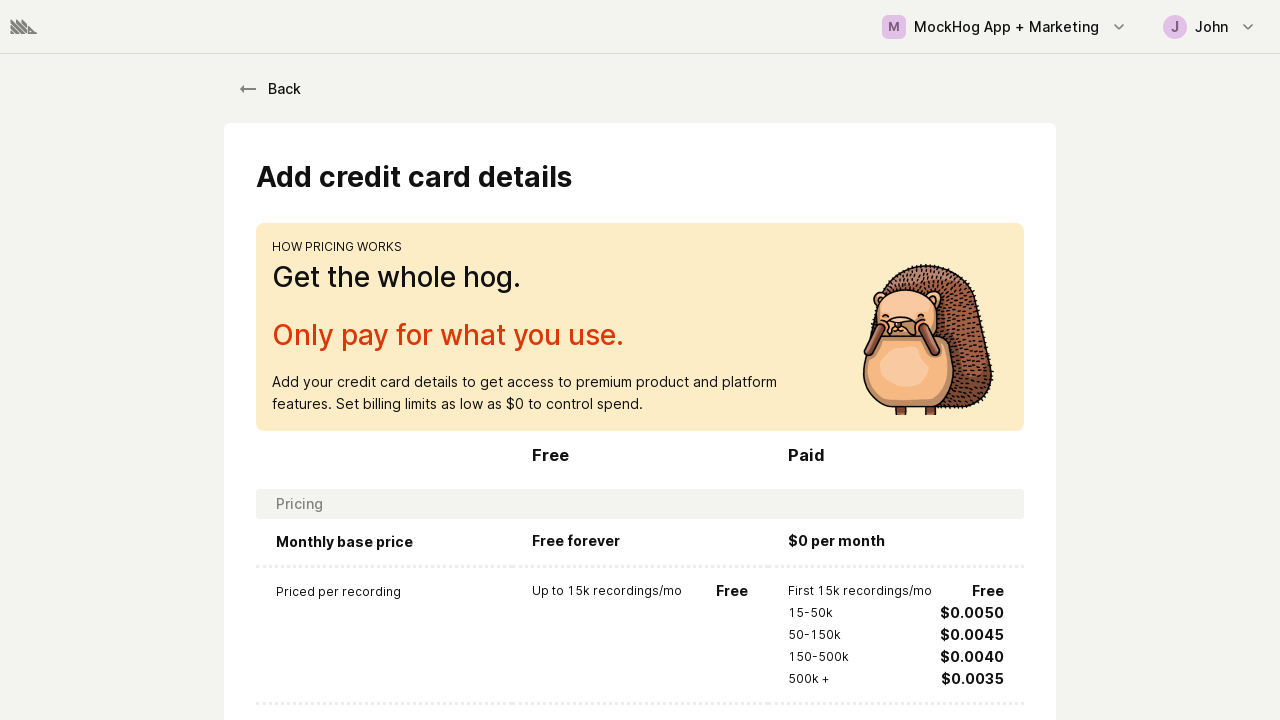 M MockHog App + Marketing J John
Back
Add credit card details
HOW PRICING WORKS
Get the whole hog.
Only pay for what you use.
Add your credit card details to get access to premium product and platform
features. Set billing limits as low as $0 to control spend.
Free Paid
Pricing
Monthly base price Free forever $0 per month
Priced per recording Up to 15k recordings/mo Free First 15k recordings/mo Free
15-50k $0.0050
50-150k $0.0045
150-500k $0.0040
500k + $0.0035